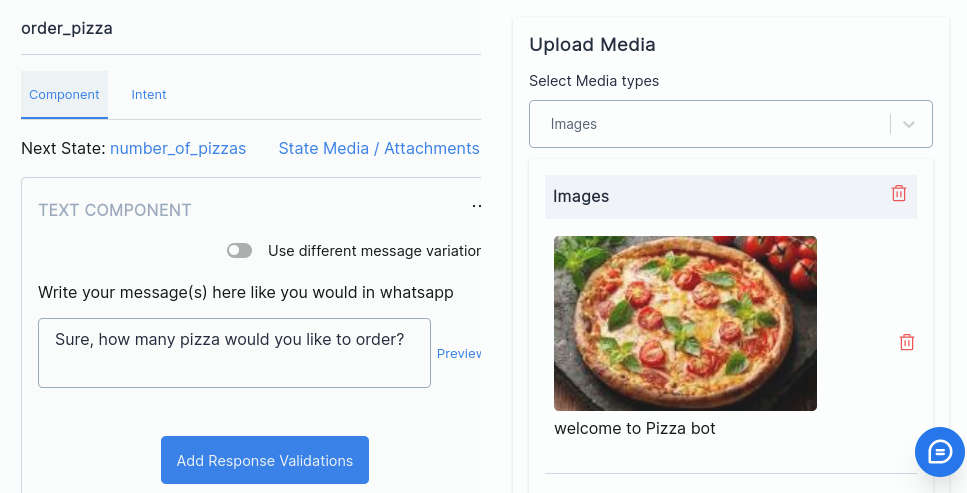 order_pizza
Component
Intent
Next State: number_of_pizzas
State Media / Attachments
TEXT COMPONENT
Use different message variation
Write your message(s) here like you would in whatsapp
Sure, how many pizza would you like to order?
Preview
Add Response Validations
Upload Media
Select Media types
Images
Images
welcome to Pizza bot